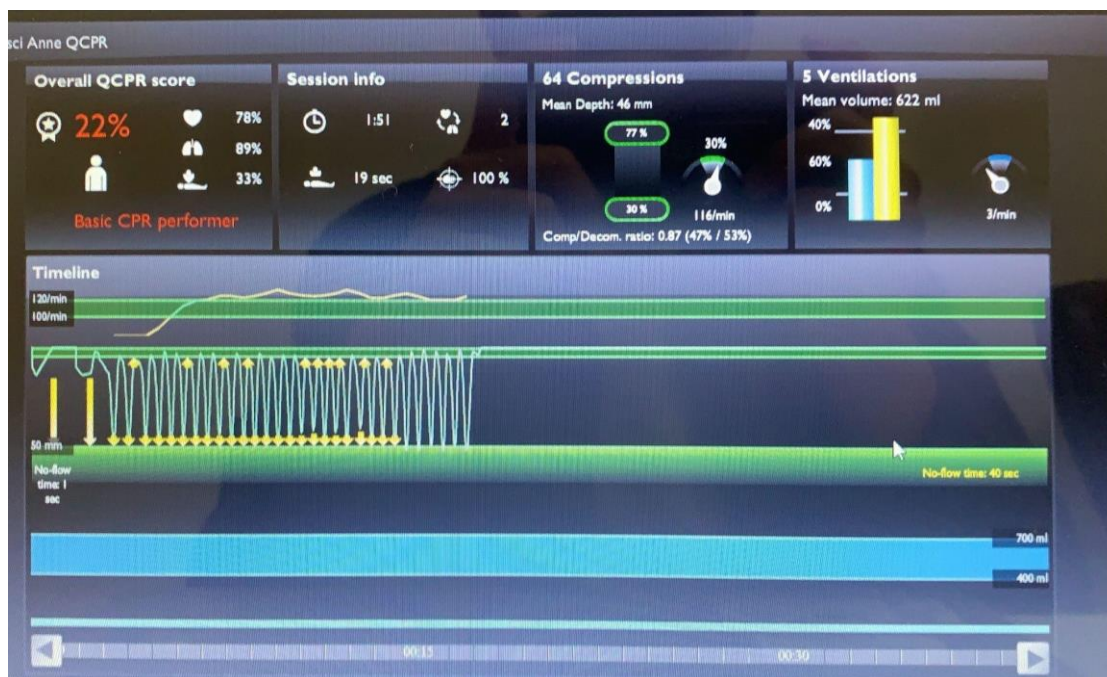 sci Anne QCPR
Overall QCPR score
22%
78%
89%
33%
Basic CPR performer
Session info
1:51
2
19 sec
100 %
64 Compressions
Mean Depth: 46 mm
77 %
30%
30 %
116/min
Comp/Decom. ratio: 0.87 (47% / 53%)
5 Ventilations
Mean volume: 622 ml
40%
60%
0%
3/min
Timeline
120/min
100/min
50 mm
No-flow
time: 1
sec
No-flow time: 40 sec
700 ml
400 ml
00:15
00:30